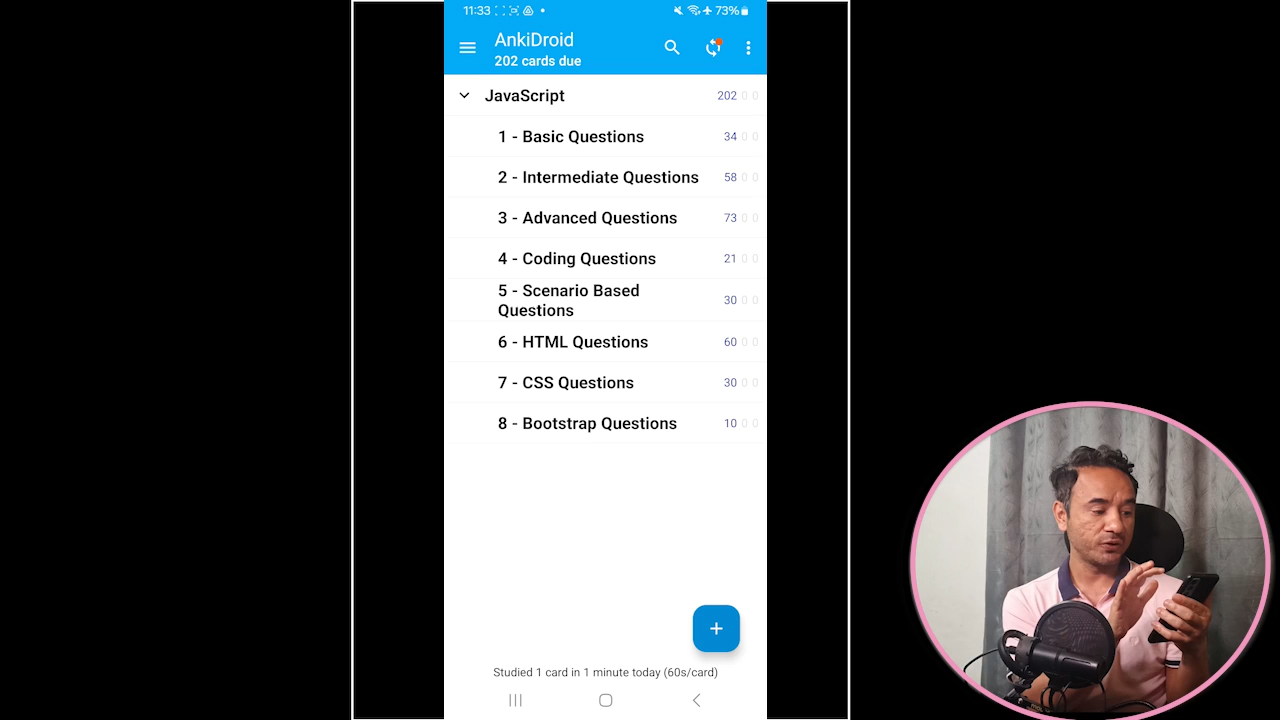 11:33 73%
AnkiDroid
202 cards due
JavaScript 202 0 0
1 - Basic Questions 34 0 0
2 - Intermediate Questions 58 0 0
3 - Advanced Questions 73 0 0
4 - Coding Questions 21 0 0
5 - Scenario Based
Questions 30 0 0
6 - HTML Questions 60 0 0
7 - CSS Questions 30 0 0
8 - Bootstrap Questions 10 0 0
+
Studied 1 card in 1 minute today (60s/card)